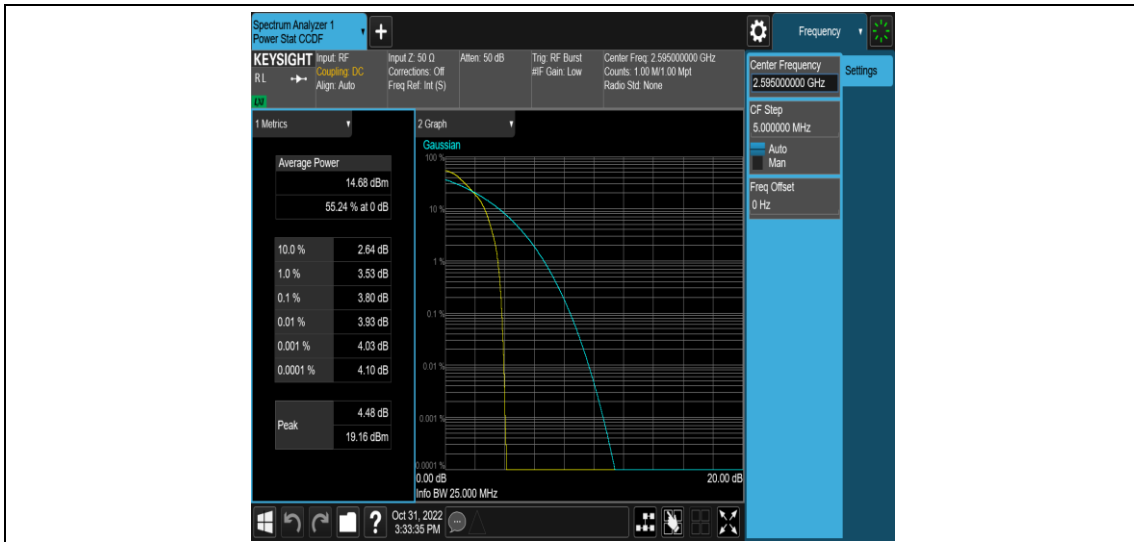 Spectrum Analyzer 1
Power Stat CCDF
+
Frequency
KEYSIGHT
RL
LXI
Input: RF
Coupling: DC
Align: Auto
Input Z: 50 Ω
Corrections: Off
Freq Ref: Int (S)
Atten: 50 dB
Trig: RF Burst
#IF Gain: Low
Center Freq: 2.595000000 GHz
Counts: 1.00 M/1.00 Mpt
Radio Std: None
Center Frequency
2.595000000 GHz
Settings
CF Step
5.000000 MHz
Auto
Man
Freq Offset
0 Hz
1 Metrics
Average Power
14.68 dBm
55.24 % at 0 dB
10.0 % 2.64 dB
1.0 % 3.53 dB
0.1 % 3.80 dB
0.01 % 3.93 dB
0.001 % 4.03 dB
0.0001 % 4.10 dB
Peak
4.48 dB
19.16 dBm
2 Graph
Gaussian
100 %
10 %
1 %
0.1 %
0.01 %
0.001 %
0.0001 %
0.00 dB 20.00 dB
Info BW 25.000 MHz
?
Oct 31, 2022
3:33:35 PM